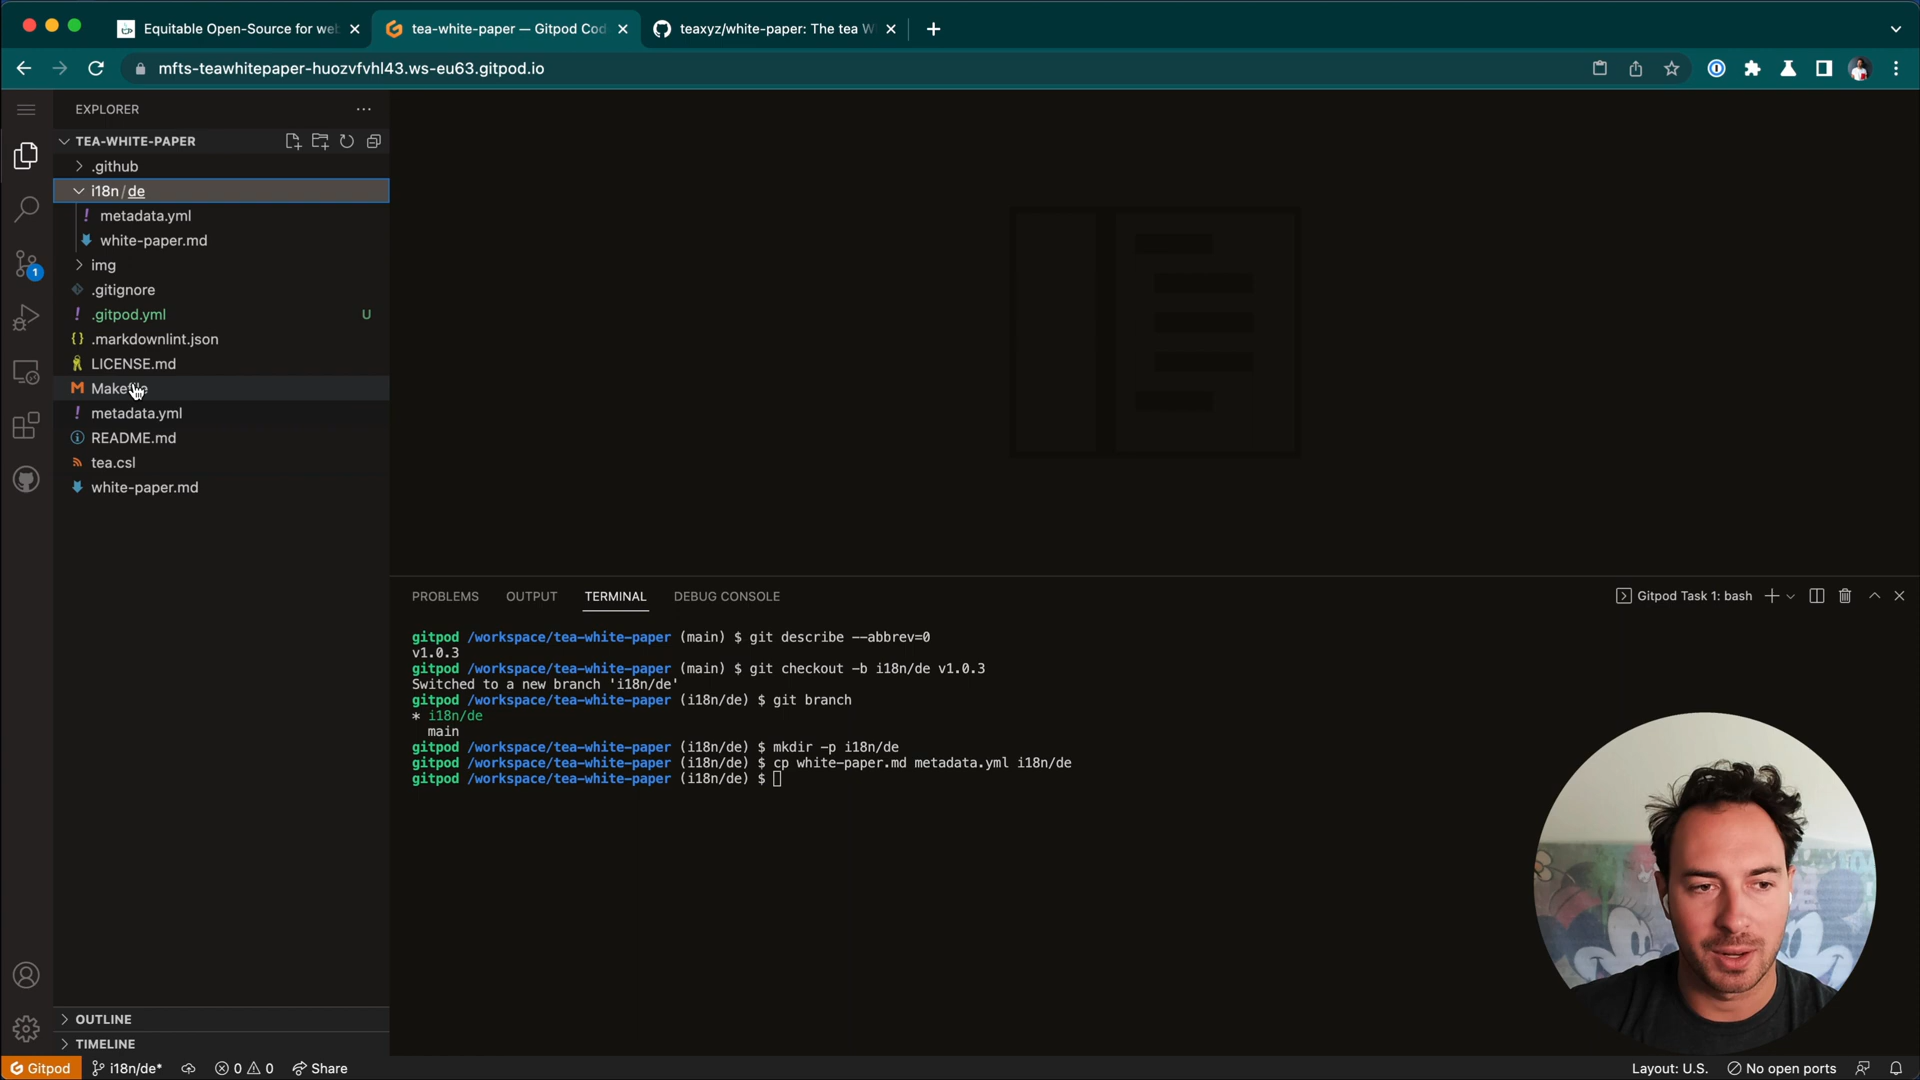 Equitable Open-Source for web
tea-white-paper — Gitpod Cod
teaxyz/white-paper: The tea W
mfts-teawhitepaper-huozvfvhl43.ws-eu63.gitpod.io
EXPLORER
TEA-WHITE-PAPER
.github
i18n/de
metadata.yml
white-paper.md
img
.gitignore
.gitpod.yml U
.markdownlint.json
LICENSE.md
Makefile
metadata.yml
README.md
tea.csl
white-paper.md
OUTLINE
TIMELINE
1
PROBLEMS OUTPUT TERMINAL DEBUG CONSOLE
Gitpod Task 1: bash
gitpod /workspace/tea-white-paper (main) $ git describe --abbrev=0
v1.0.3
gitpod /workspace/tea-white-paper (main) $ git checkout -b i18n/de v1.0.3
Switched to a new branch 'i18n/de'
gitpod /workspace/tea-white-paper (i18n/de) $ git branch
* i18n/de
main
gitpod /workspace/tea-white-paper (i18n/de) $ mkdir -p i18n/de
gitpod /workspace/tea-white-paper (i18n/de) $ cp white-paper.md metadata.yml i18n/de
gitpod /workspace/tea-white-paper (i18n/de) $
Gitpod i18n/de* 0 0 Share
Layout: U.S. No open ports